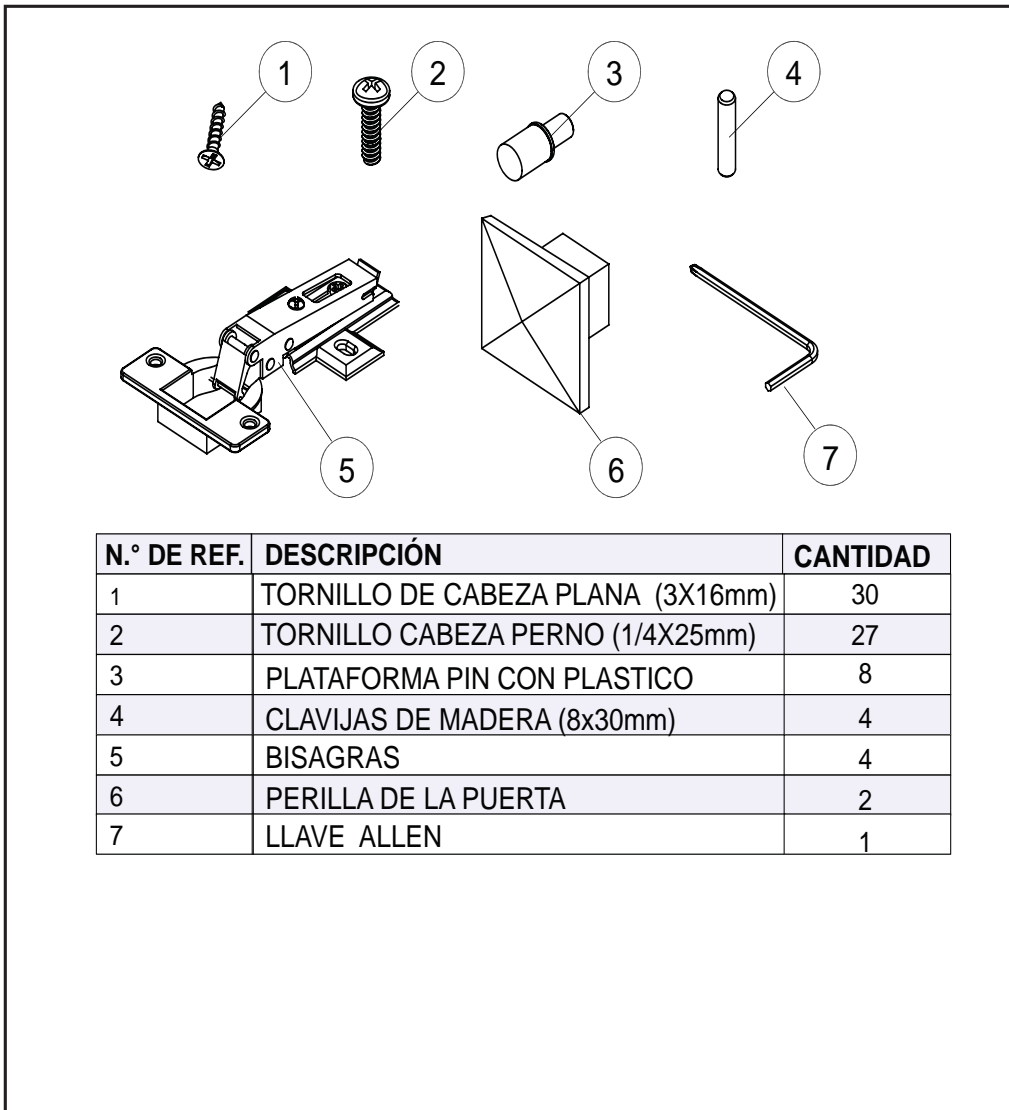 1 2 3 4
5 6 7
N.° DE REF. DESCRIPCIÓN CANTIDAD
1 TORNILLO DE CABEZA PLANA (3X16mm) 30
2 TORNILLO CABEZA PERNO (1/4X25mm) 27
3 PLATAFORMA PIN CON PLASTICO 8
4 CLAVIJAS DE MADERA (8x30mm) 4
5 BISAGRAS 4
6 PERILLA DE LA PUERTA 2
7 LLAVE ALLEN 1